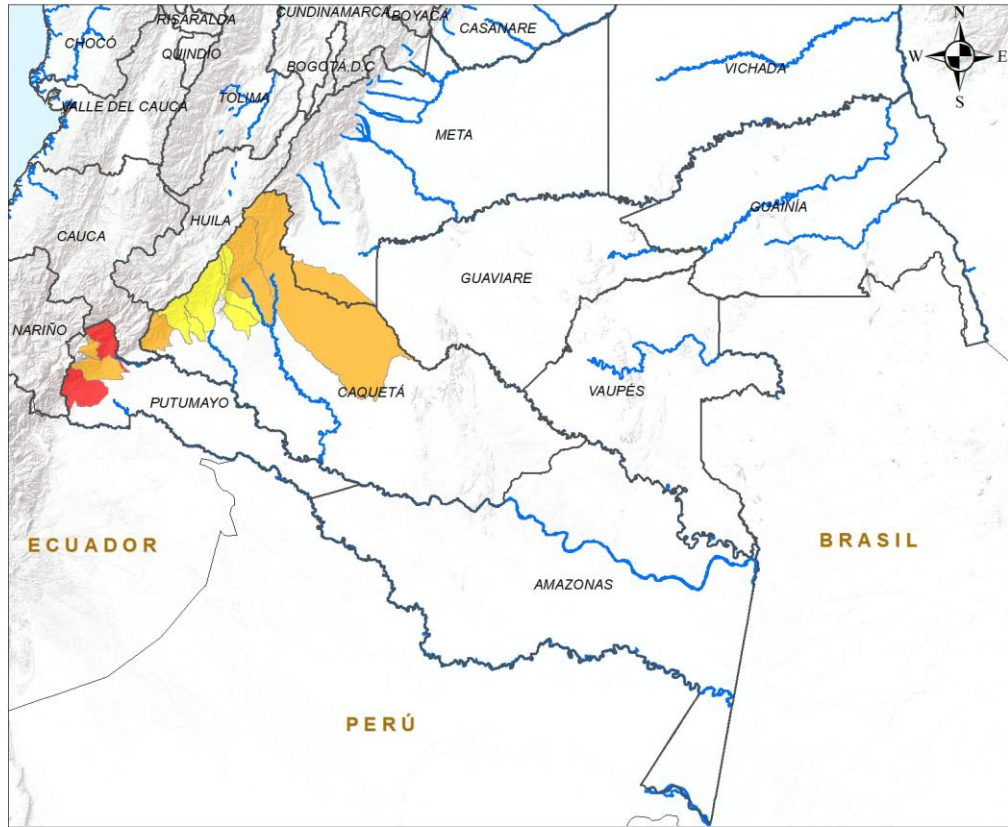 RISARALDA
CUNDINAMARCA
BOYACÁ
CASANARE
N
CHOCÓ
QUINDÍO
BOGOTÁ D.C
VICHADA
W
E
S
VALLE DEL CAUCA
TOLIMA
META
HUILA
GUAINÍA
CAUCA
GUAVIARE
NARIÑO
CAQUETÁ
VAUPÉS
PUTUMAYO
ECUADOR
BRASIL
AMAZONAS
PERÚ